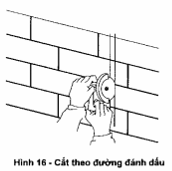 Hình 16 - Cắt theo đường đánh dấu